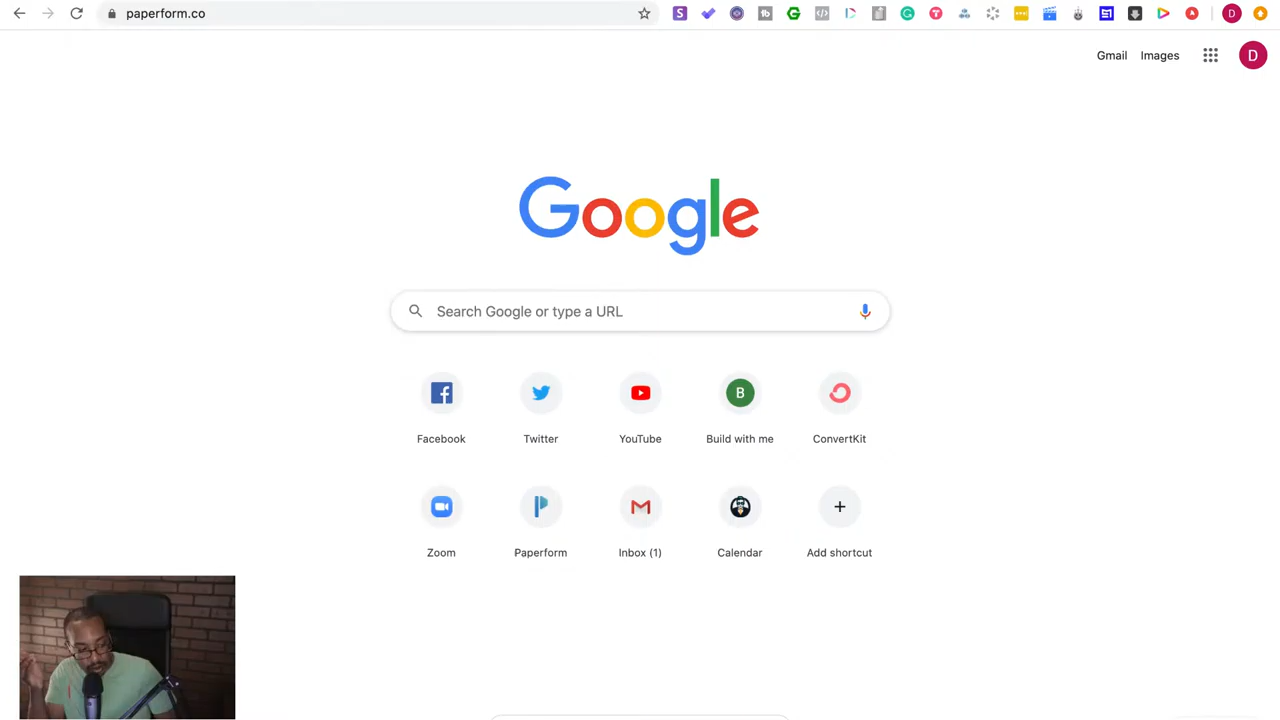 paperform.co
Gmail Images
D
Google
Search Google or type a URL
B
Facebook Twitter YouTube Build with me ConvertKit
Zoom Paperform Inbox (1) Calendar Add shortcut